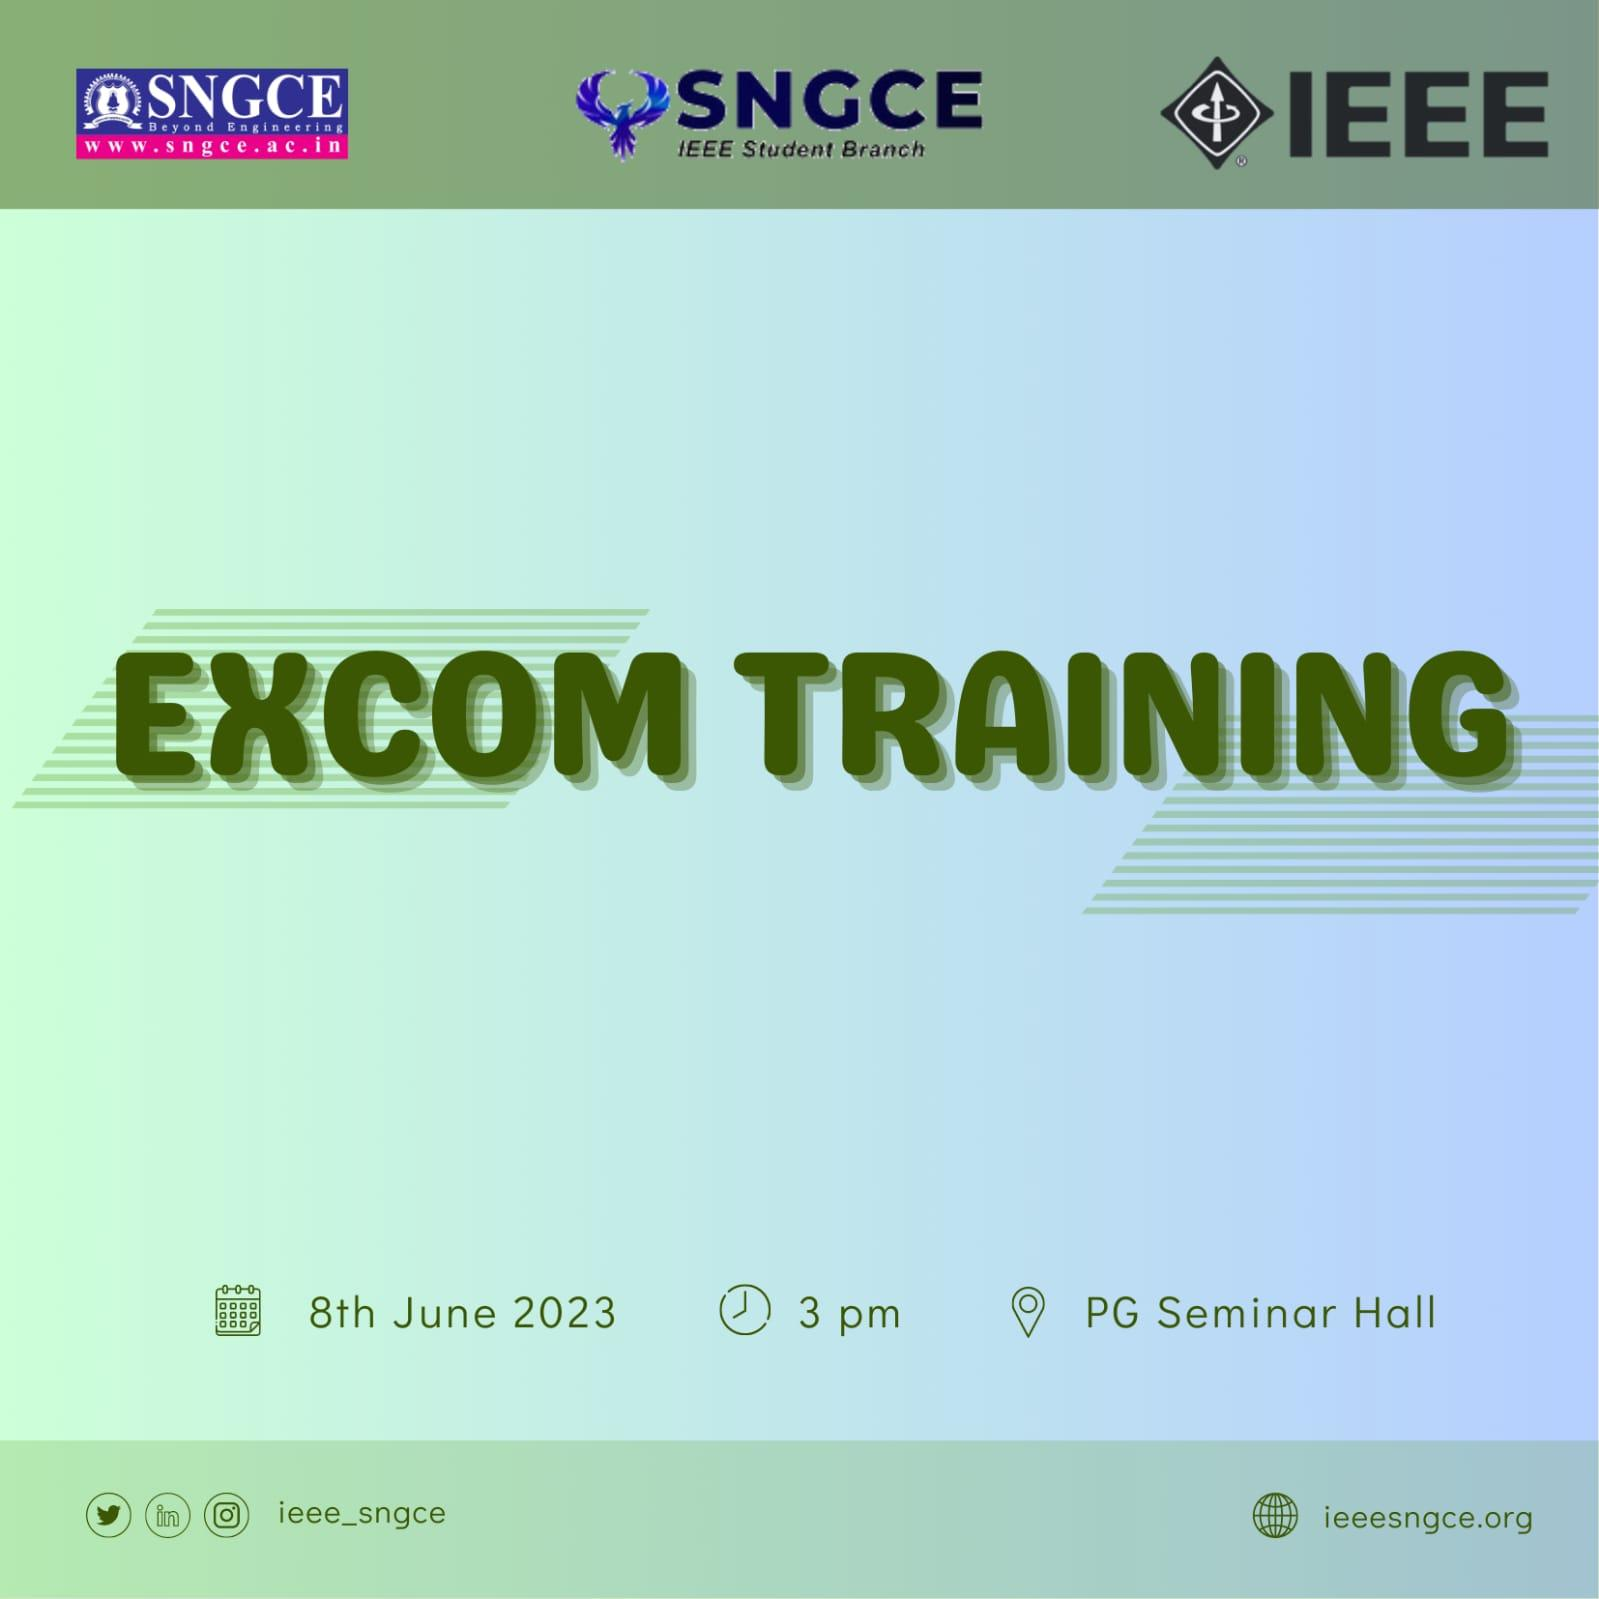 SNGCE
Beyond Engineering
www.sngce.ac.in
SNGCE
IEEE Student Branch
IEEE
®
EXCOM TRAINING
8th June 2023
3 pm
PG Seminar Hall
in
ieee_sngce
ieeesngce.org